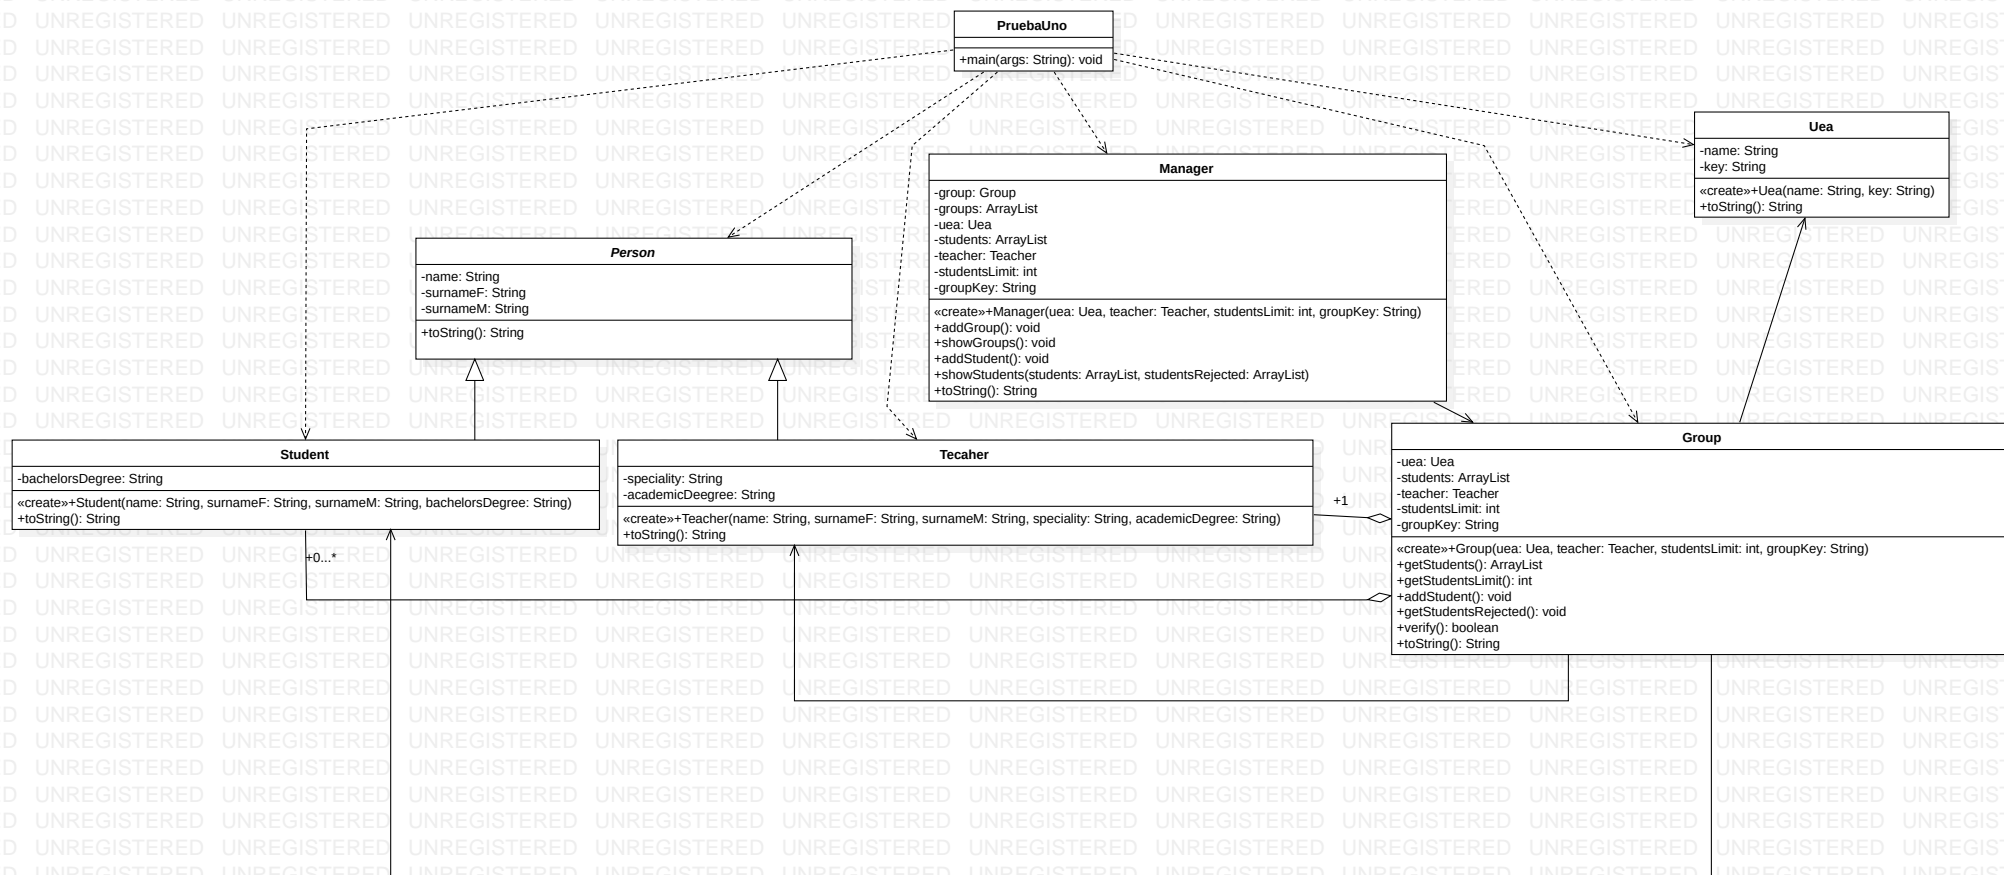 PruebaUno
+main(args: String): void
Uea
-name: String
-key: String
«create»+Uea(name: String, key: String)
+toString(): String
Manager
-group: Group
-groups: ArrayList
-uea: Uea
-students: ArrayList
-teacher: Teacher
-studentsLimit: int
-groupKey: String
«create»+Manager(uea: Uea, teacher: Teacher, studentsLimit: int, groupKey: String)
+addGroup(): void
+showGroups(): void
+addStudent(): void
+showStudents(students: ArrayList, studentsRejected: ArrayList)
+toString(): String
Person
-name: String
-surnameF: String
-surnameM: String
+toString(): String
Student
-bachelorsDegree: String
«create»+Student(name: String, surnameF: String, surnameM: String, bachelorsDegree: String)
+toString(): String
+0...*
Tecaher
-speciality: String
-academicDeegree: String
«create»+Teacher(name: String, surnameF: String, surnameM: String, speciality: String, academicDegree: String)
+toString(): String
+1
Group
-uea: Uea
-students: ArrayList
-teacher: Teacher
-studentsLimit: int
-groupKey: String
«create»+Group(uea: Uea, teacher: Teacher, studentsLimit: int, groupKey: String)
+getStudents(): ArrayList
+getStudentsLimit(): int
+addStudent(): void
+getStudentsRejected(): void
+verify(): boolean
+toString(): String
UNREGISTERED